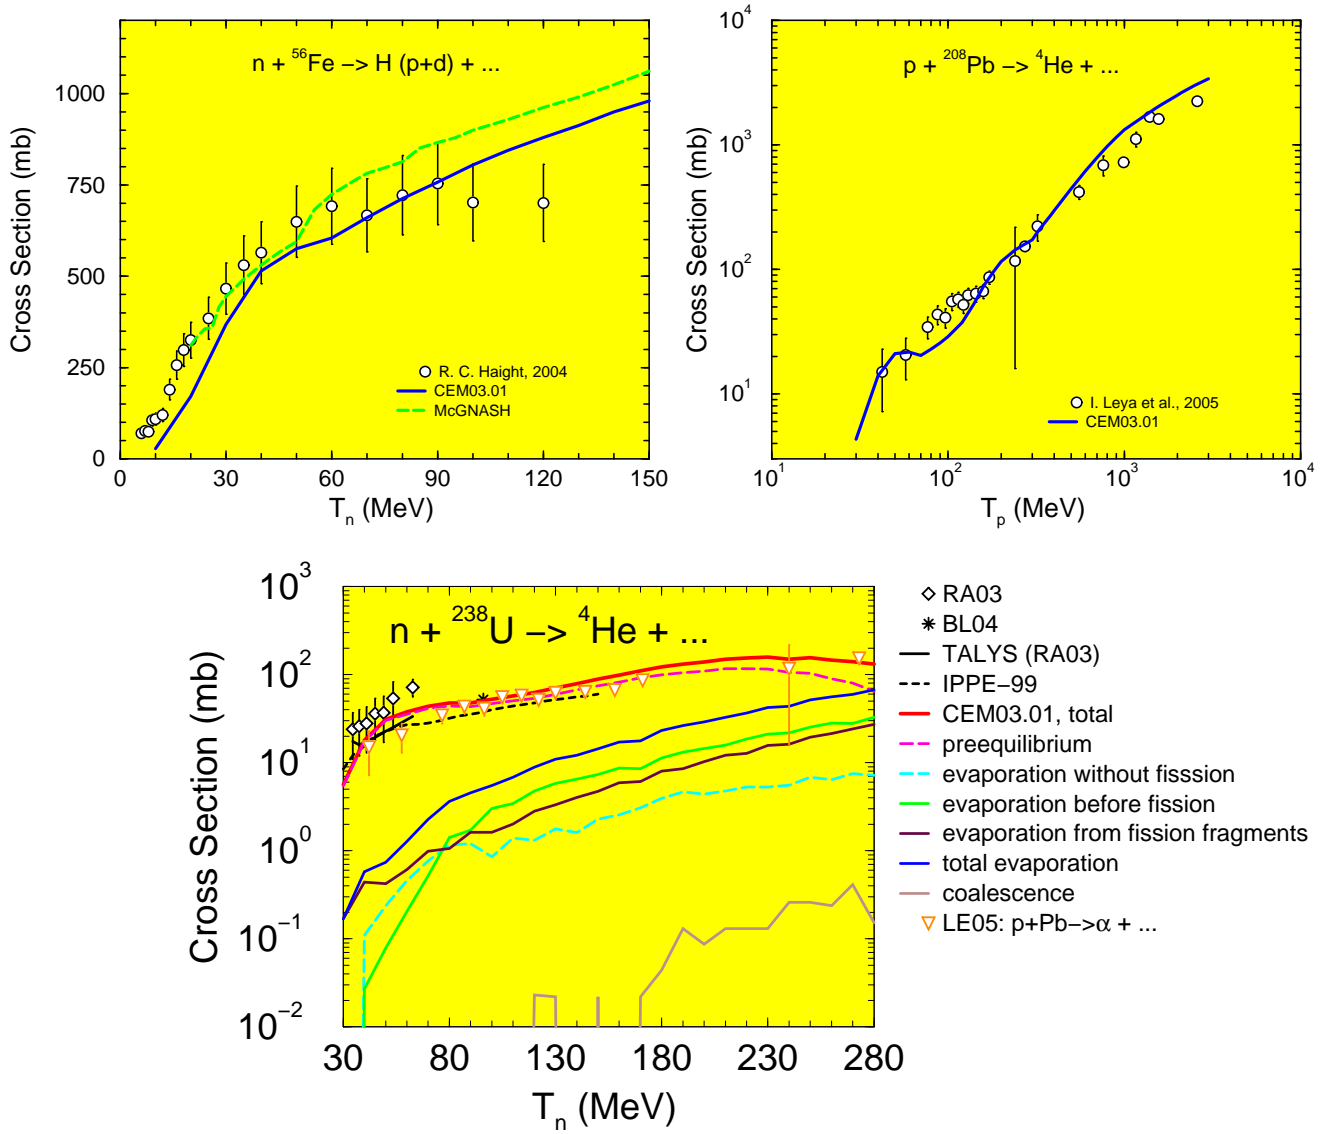 n + ⁵⁶Fe −> H (p+d) + ...
Cross Section (mb)
1000
750
500
250
0
R. C. Haight, 2004
CEM03.01
McGNASH
0 30 60 90 120 150
Tₙ (MeV)
p + ²⁰⁸Pb −> ⁴He + ...
Cross Section (mb)
10⁴
10³
10²
10¹
I. Leya et al., 2005
CEM03.01
10¹ 10² 10³ 10⁴
Tₚ (MeV)
n + ²³⁸U −> ⁴He + ...
Cross Section (mb)
10³
10²
10¹
10⁰
10⁻¹
10⁻²
30 80 130 180 230 280
Tₙ (MeV)
RA03
BL04
TALYS (RA03)
IPPE−99
CEM03.01, total
preequilibrium
evaporation without fisssion
evaporation before fission
evaporation from fission fragments
total evaporation
coalescence
LE05: p+Pb−>α + ...